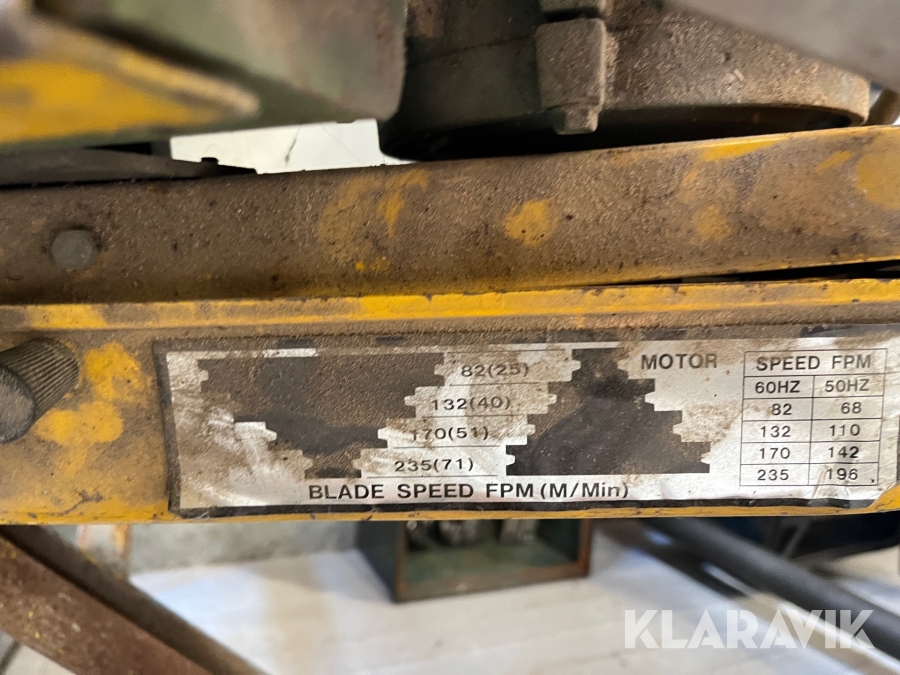 82(25)
132(40)
170(51)
235(71)
BLADE SPEED FPM (M/Min)
MOTOR
SPEED FPM
60HZ 50HZ
82 68
132 110
170 142
235 196
KLARAVIK